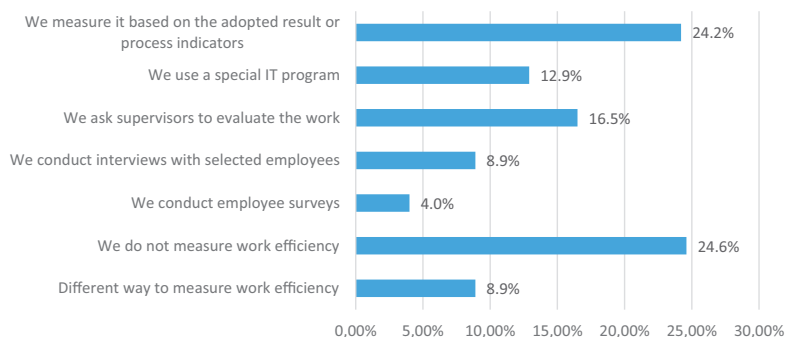 We measure it based on the adopted result or
process indicators
24.2%
We use a special IT program
12.9%
We ask supervisors to evaluate the work
16.5%
We conduct interviews with selected employees
8.9%
We conduct employee surveys
4.0%
We do not measure work efficiency
24.6%
Different way to measure work efficiency
8.9%
0,00% 5,00% 10,00% 15,00% 20,00% 25,00% 30,00%